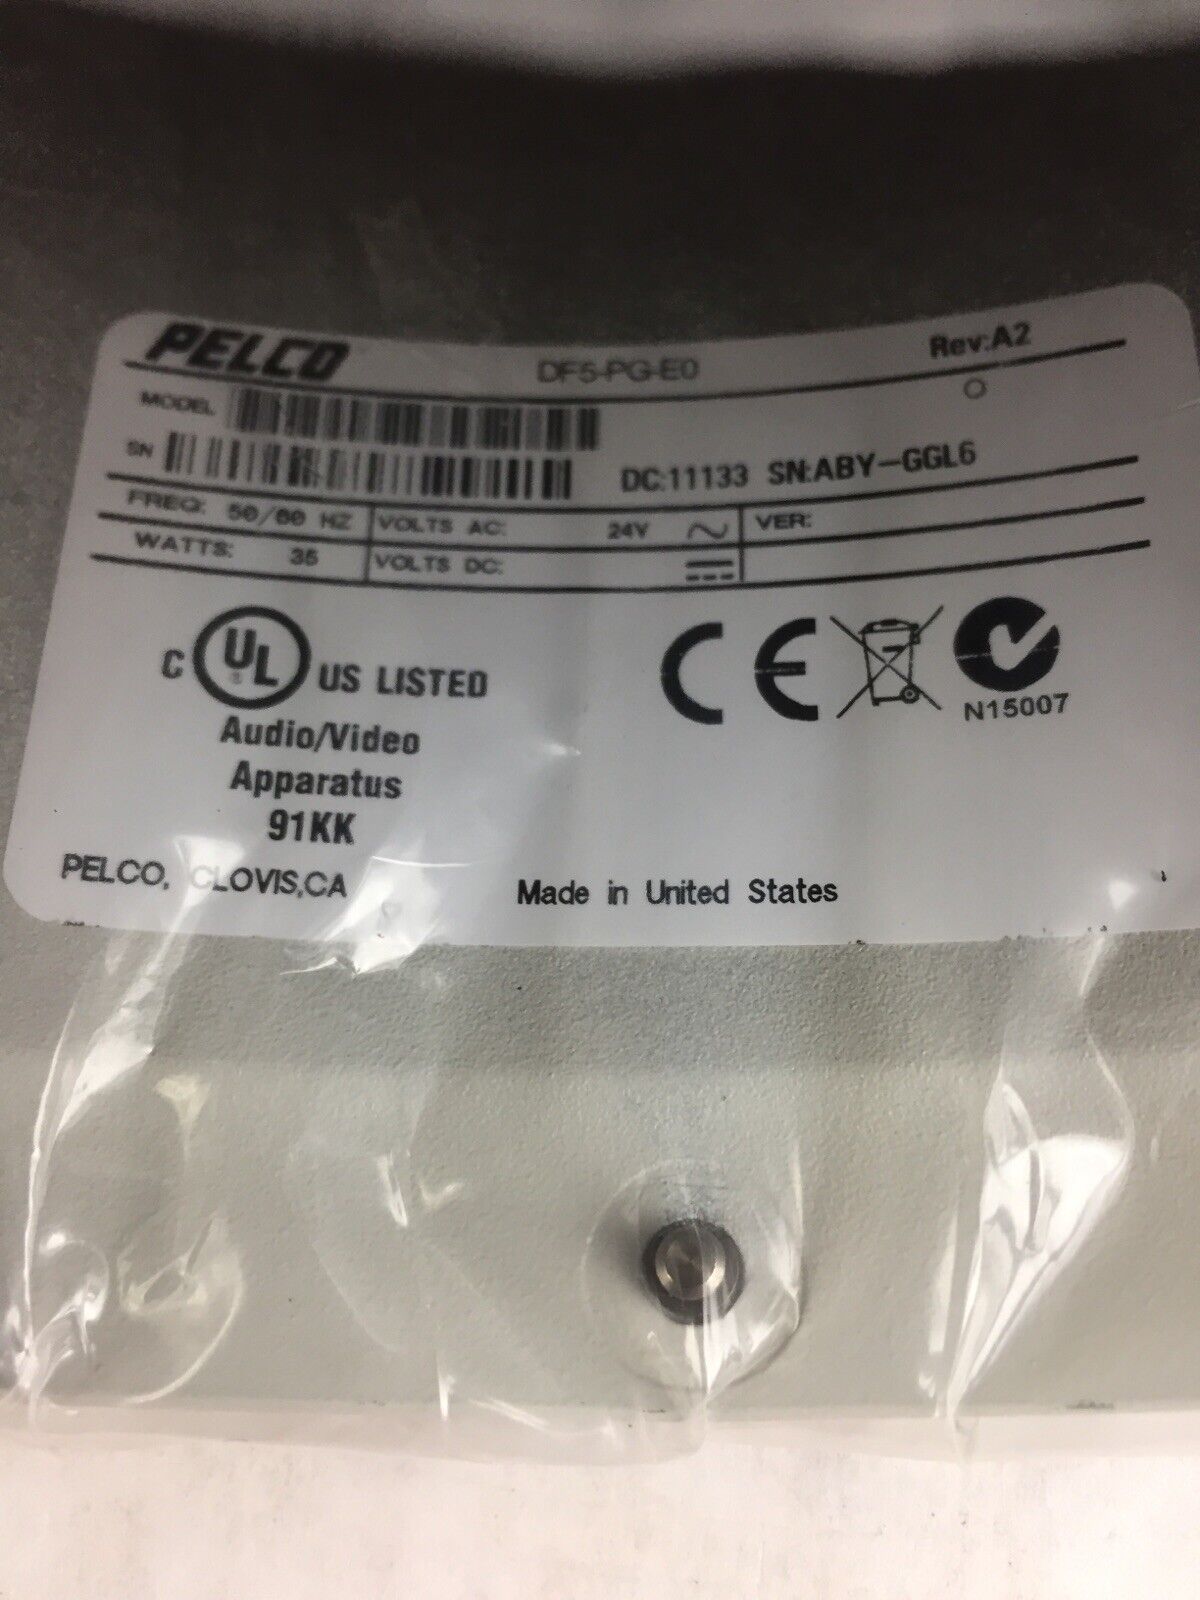 PELCO DF5-PG-E0 Rev:A2
MODEL
SN DC:11133 SN:ABY-GGL6
FREQ: 50/60 HZ VOLTS AC: 24V VER:
WATTS: 35 VOLTS DC:
C UL® US LISTED
Audio/Video
Apparatus
91KK
CE
N15007
PELCO, CLOVIS,CA
Made in United States